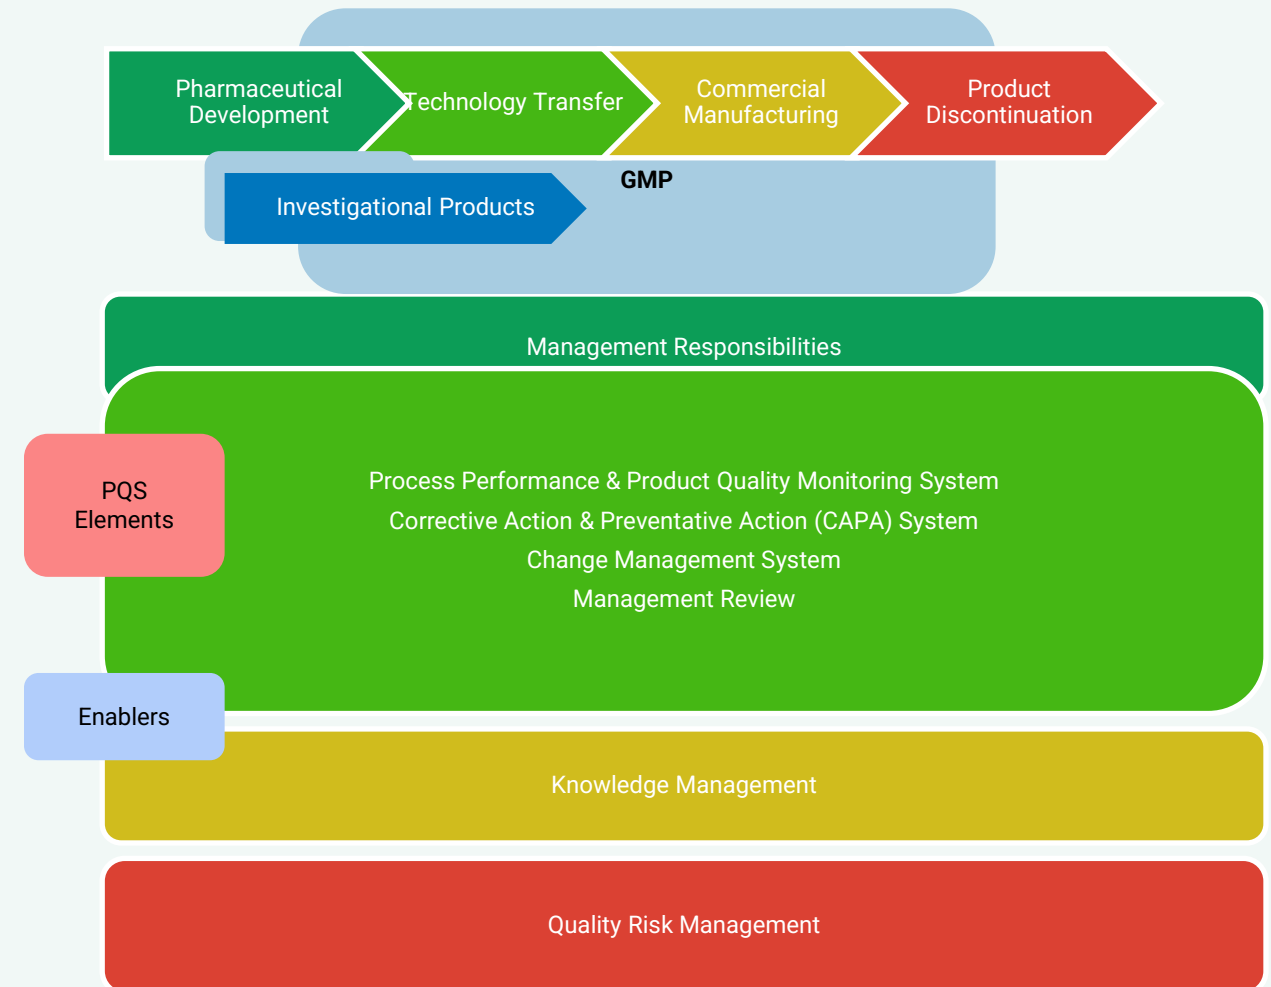 Pharmaceutical
Development
Technology Transfer
Commercial
Manufacturing
Product
Discontinuation
GMP
Investigational Products
Management Responsibilities
PQS
Elements
Process Performance & Product Quality Monitoring System
Corrective Action & Preventative Action (CAPA) System
Change Management System
Management Review
Enablers
Knowledge Management
Quality Risk Management